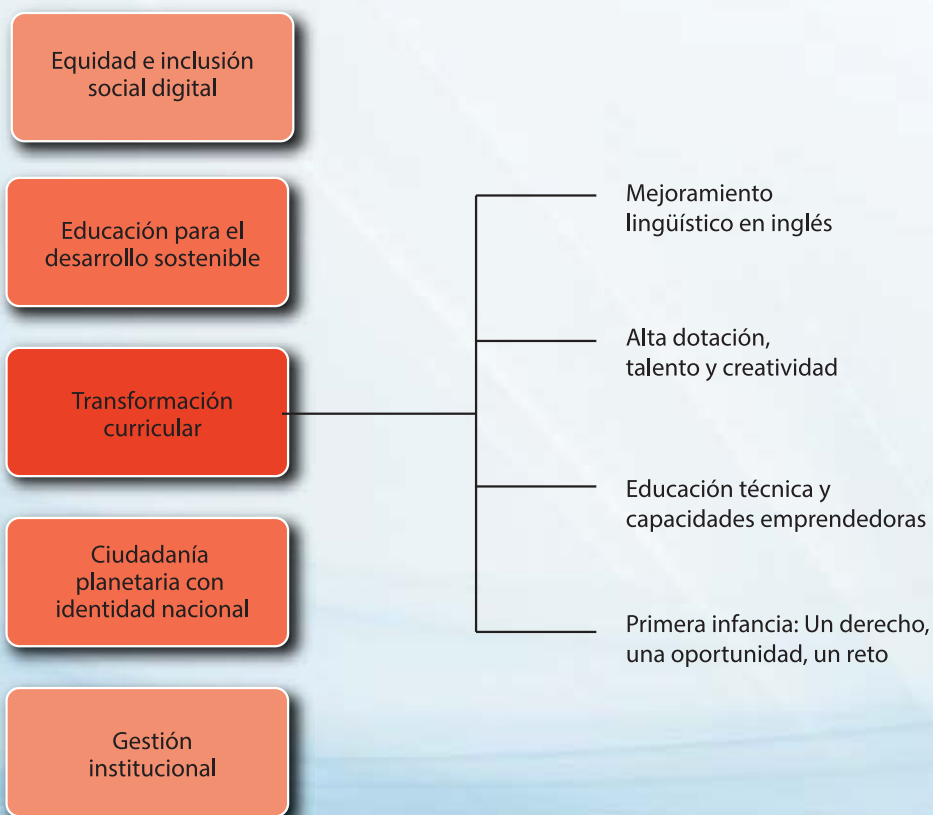 Equidad e inclusión
social digital
Educación para el
desarrollo sostenible
Transformación
curricular
Ciudadanía
planetaria con
identidad nacional
Gestión
institucional
Mejoramiento
lingüístico en inglés
Alta dotación,
talento y creatividad
Educación técnica y
capacidades emprendedoras
Primera infancia: Un derecho,
una oportunidad, un reto